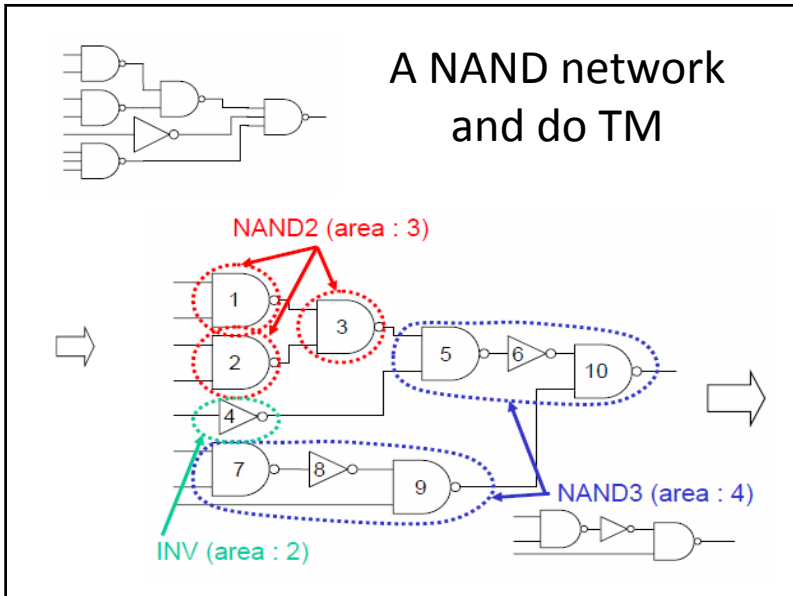 A NAND network
and do TM
NAND2 (area : 3)
1
2
3
4
5
6
10
7
8
9
NAND3 (area : 4)
INV (area : 2)